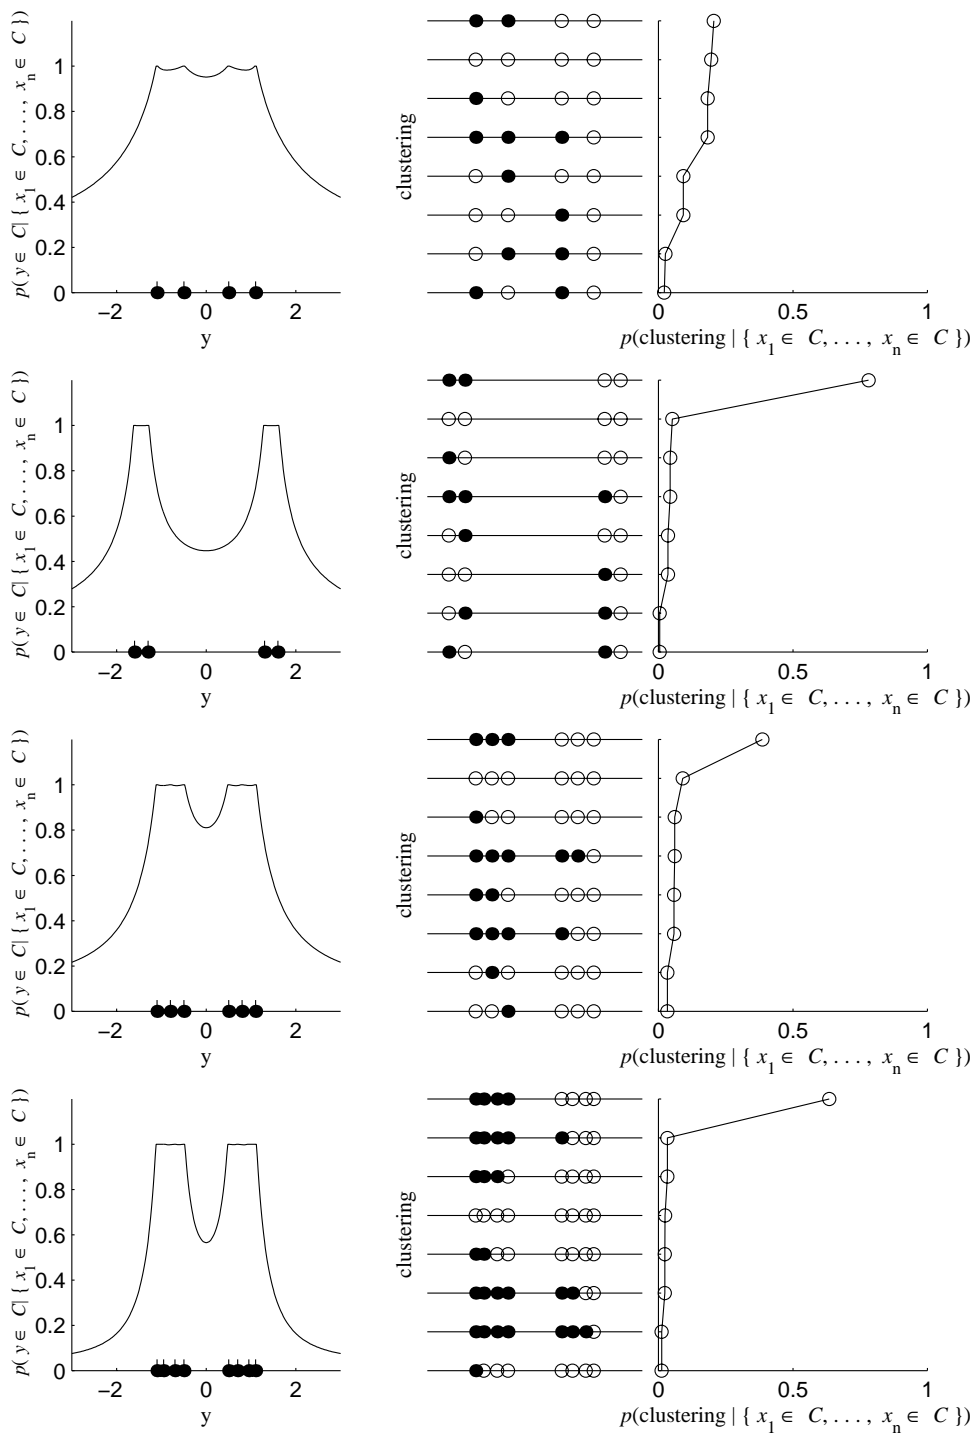 p(y ∈ C| { x1 ∈ C, . . . , xn ∈ C })
1
0.8
0.6
0.4
0.2
0
−2 0 2
y
clustering
0 0.5 1
p(clustering | { x1 ∈ C, . . . , xn ∈ C })
p(y ∈ C| { x1 ∈ C, . . . , xn ∈ C })
1
0.8
0.6
0.4
0.2
0
−2 0 2
y
clustering
0 0.5 1
p(clustering | { x1 ∈ C, . . . , xn ∈ C })
p(y ∈ C| { x1 ∈ C, . . . , xn ∈ C })
1
0.8
0.6
0.4
0.2
0
−2 0 2
y
clustering
0 0.5 1
p(clustering | { x1 ∈ C, . . . , xn ∈ C })
p(y ∈ C| { x1 ∈ C, . . . , xn ∈ C })
1
0.8
0.6
0.4
0.2
0
−2 0 2
y
clustering
0 0.5 1
p(clustering | { x1 ∈ C, . . . , xn ∈ C })